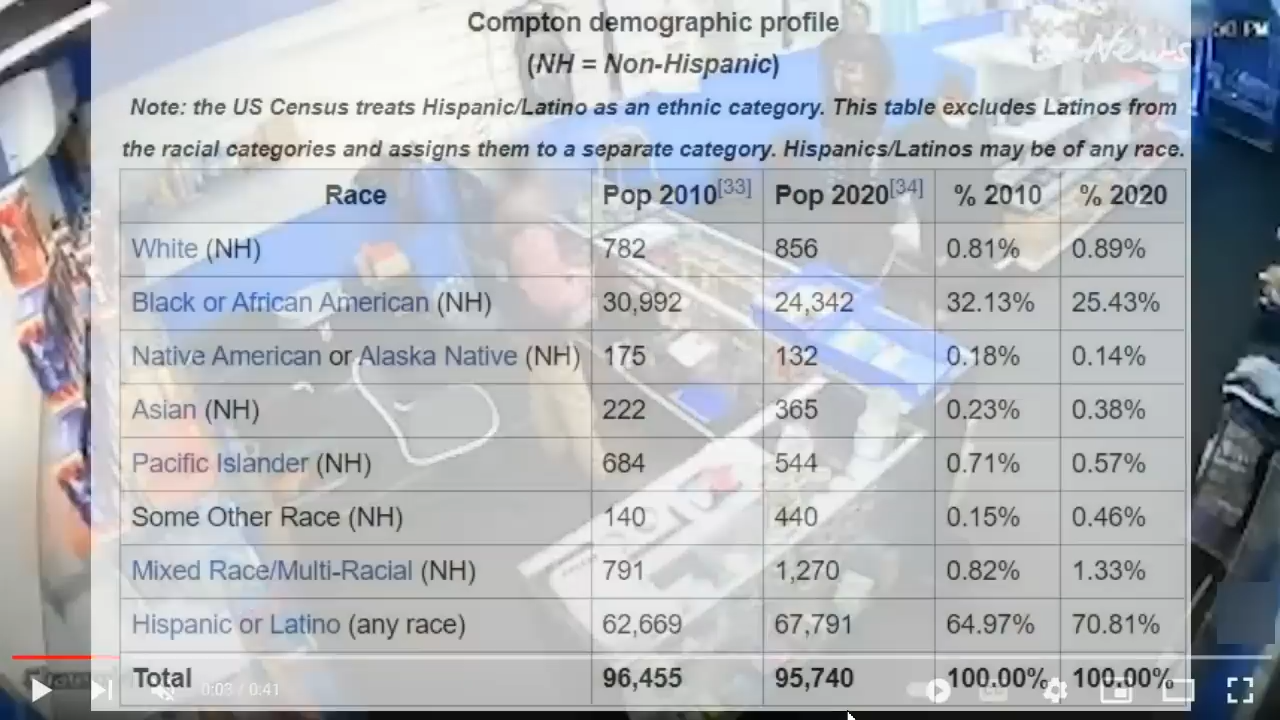 Compton demographic profile
(NH = Non-Hispanic)
News
50 PM
Note: the US Census treats Hispanic/Latino as an ethnic category. This table excludes Latinos from
the racial categories and assigns them to a separate category. Hispanics/Latinos may be of any race.
Race Pop 2010[33] Pop 2020[34] % 2010 % 2020
White (NH) 782 856 0.81% 0.89%
Black or African American (NH) 30,992 24,342 32.13% 25.43%
Native American or Alaska Native (NH) 175 132 0.18% 0.14%
Asian (NH) 222 365 0.23% 0.38%
Pacific Islander (NH) 684 544 0.71% 0.57%
Some Other Race (NH) 140 440 0.15% 0.46%
Mixed Race/Multi-Racial (NH) 791 1,270 0.82% 1.33%
Hispanic or Latino (any race) 62,669 67,791 64.97% 70.81%
Total 96,455 95,740 100.00% 100.00%
0:03 / 0:41